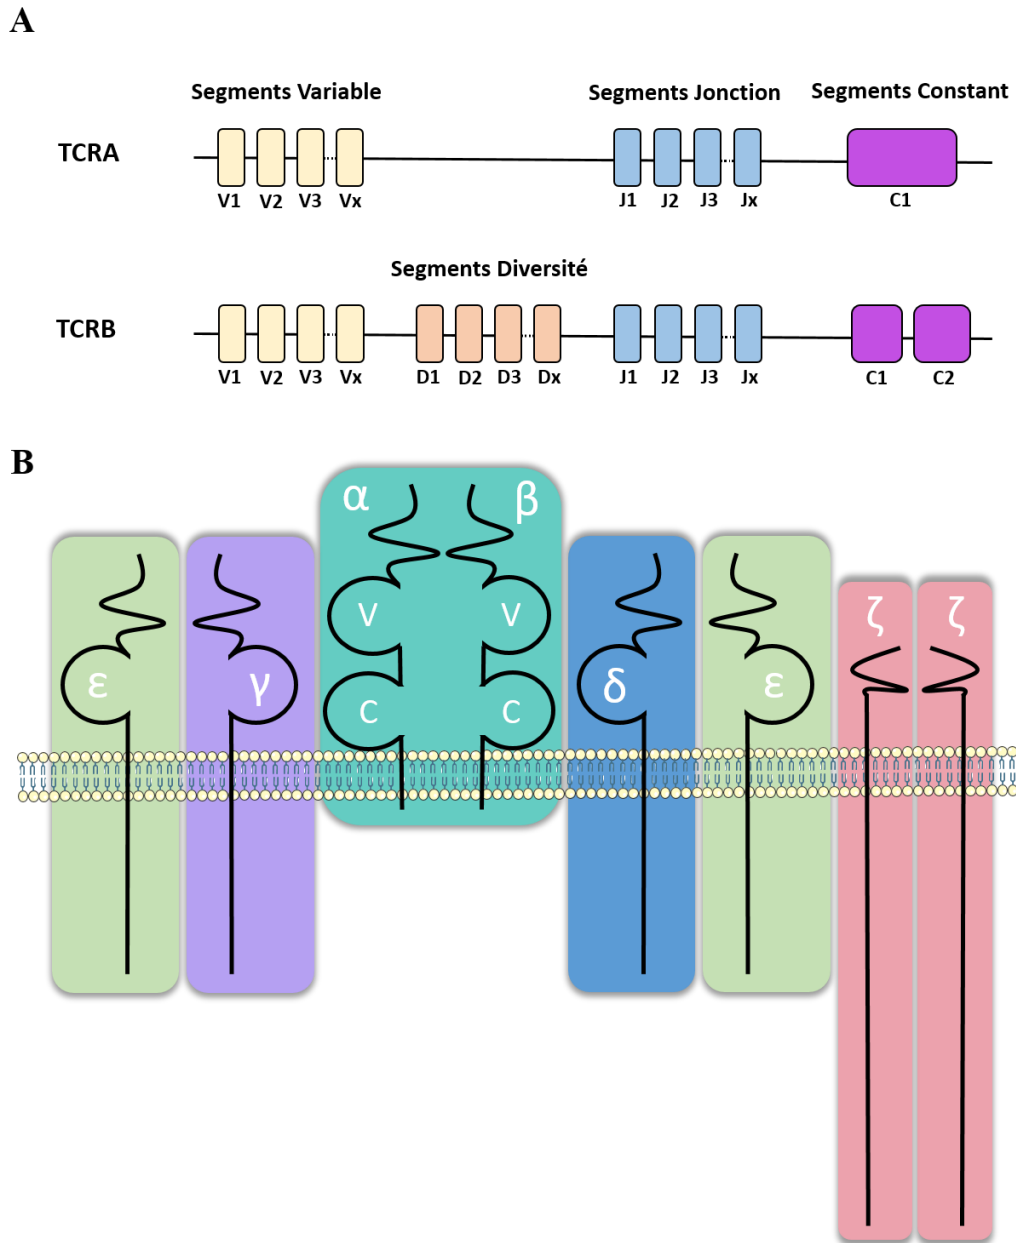 A
Segments Variable Segments Jonction Segments Constant
TCRA
V1 V2 V3 Vx J1 J2 J3 Jx C1
Segments Diversité
TCRB
V1 V2 V3 Vx D1 D2 D3 Dx J1 J2 J3 Jx C1 C2
B
α β
ζ ζ
V V
ε γ δ ε
C C